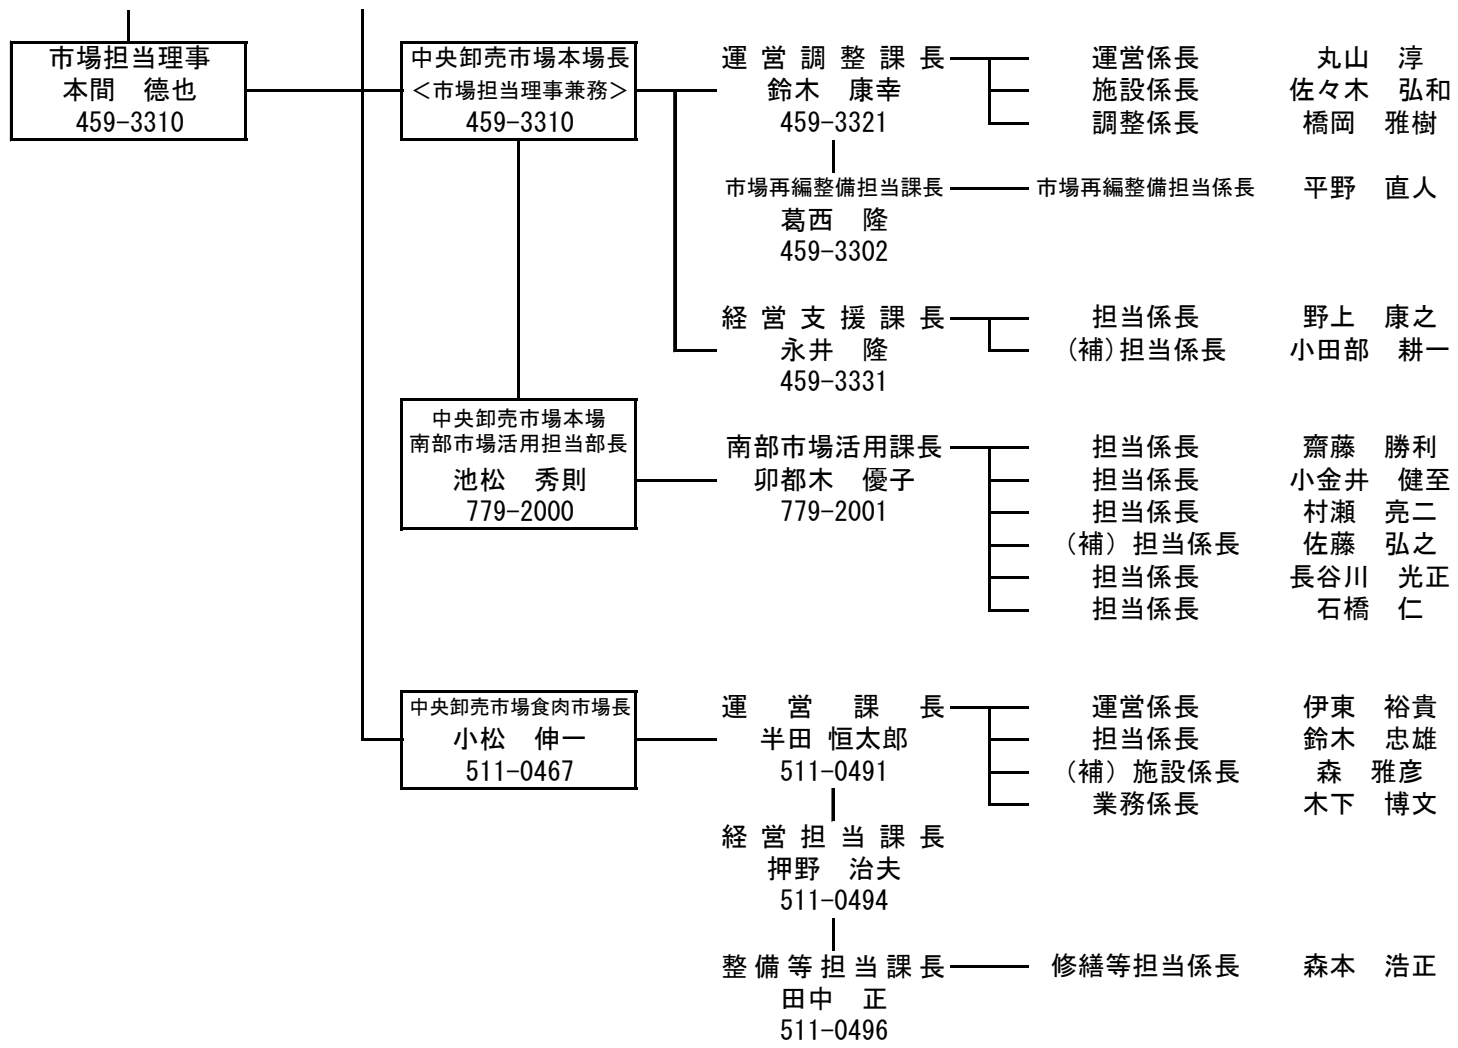 市場担当理事
本間　德也
459-3310
中央卸売市場本場長
＜市場担当理事兼務＞
459-3310
運営調整課長
鈴木　康幸
459-3321
運営係長　丸山　淳
施設係長　佐々木　弘和
調整係長　橋岡　雅樹
市場再編整備担当課長
葛西　隆
459-3302
市場再編整備担当係長　平野　直人
経営支援課長
永井　隆
459-3331
担当係長　野上　康之
（補）担当係長　小田部　耕一
中央卸売市場本場
南部市場活用担当部長
池松　秀則
779-2000
南部市場活用課長
卯都木　優子
779-2001
担当係長　齋藤　勝利
担当係長　小金井　健至
担当係長　村瀬　亮二
（補）担当係長　佐藤　弘之
担当係長　長谷川　光正
担当係長　石橋　仁
中央卸売市場食肉市場長
小松　伸一
511-0467
運営課長
半田 恒太郎
511-0491
運営係長　伊東　裕貴
担当係長　鈴木　忠雄
（補）施設係長　森　雅彦
業務係長　木下　博文
経営担当課長
押野　治夫
511-0494
整備等担当課長
田中　正
511-0496
修繕等担当係長　森本　浩正